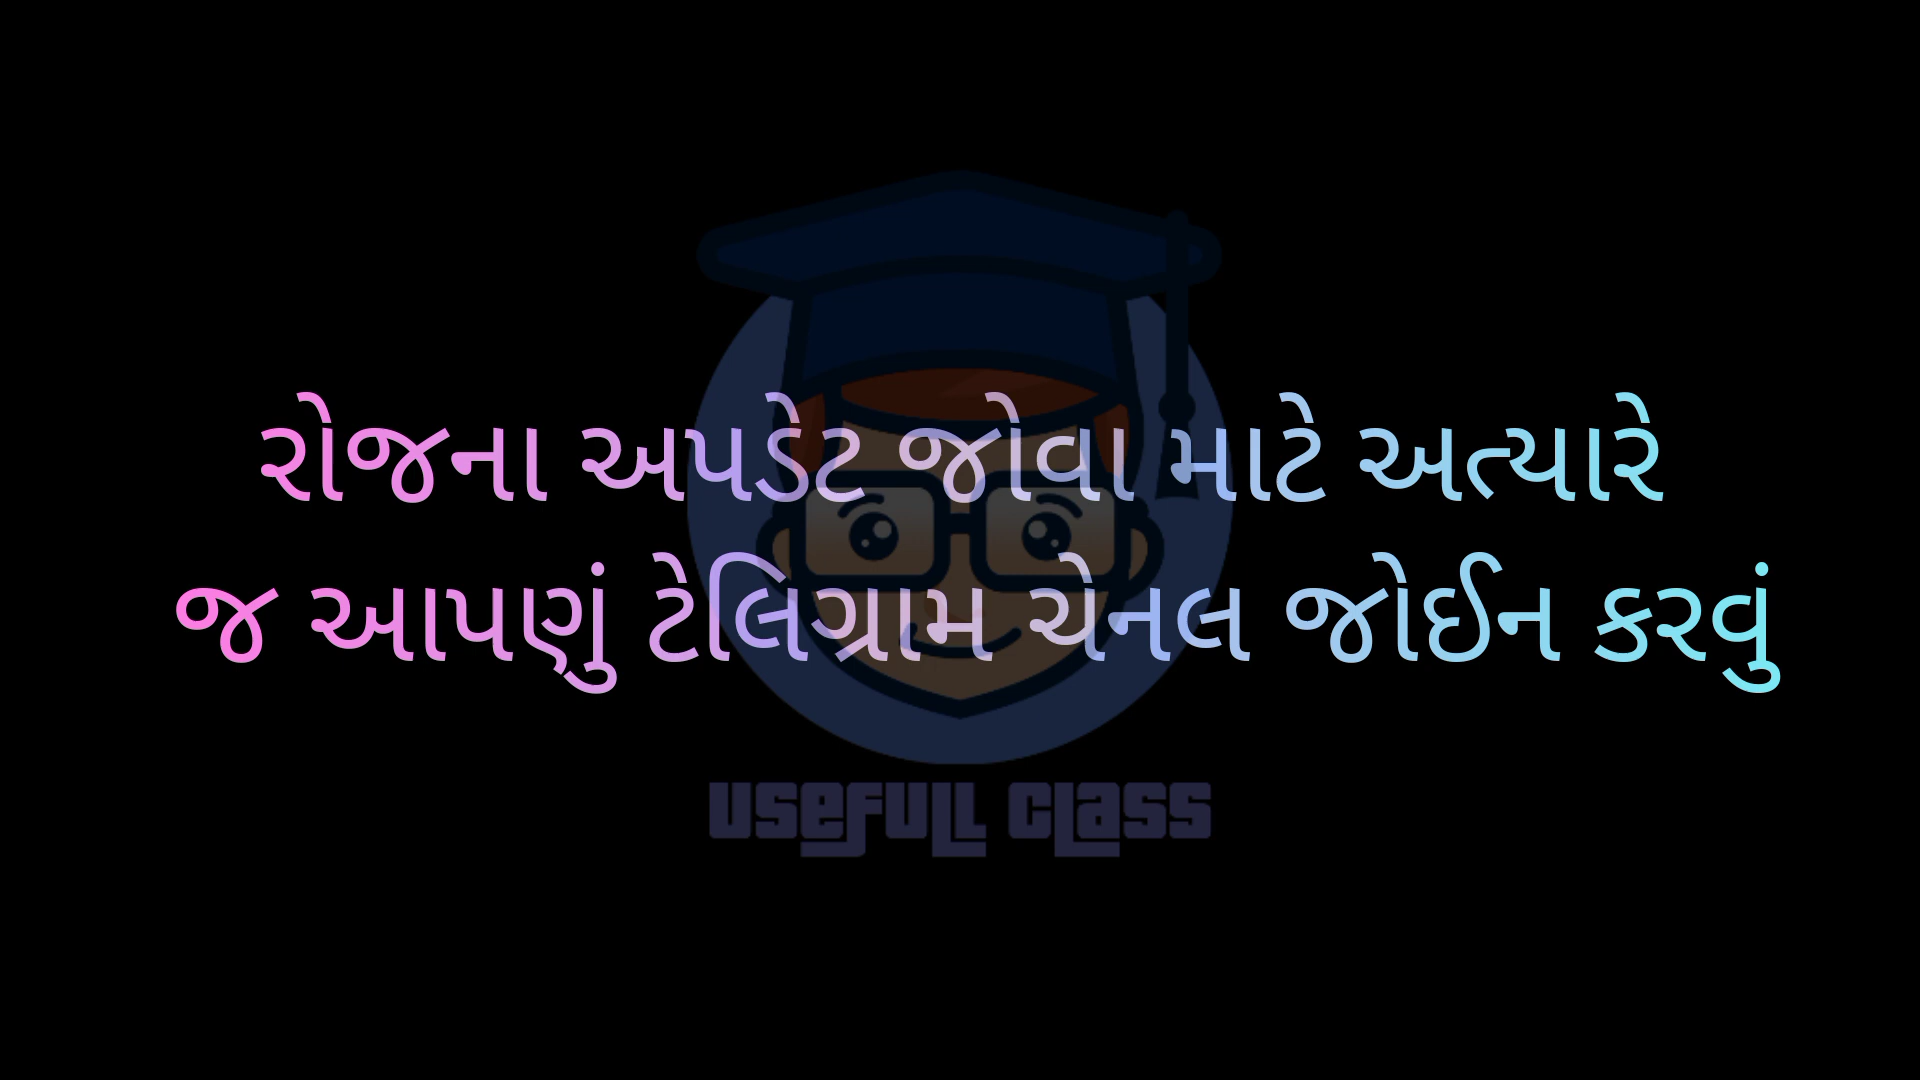 રોજના અપડેટ જોવા માટે અત્યારે
જ આપણું ટેલિગ્રામ ચેનલ જોઈન કરવું
USEFULL CLASS